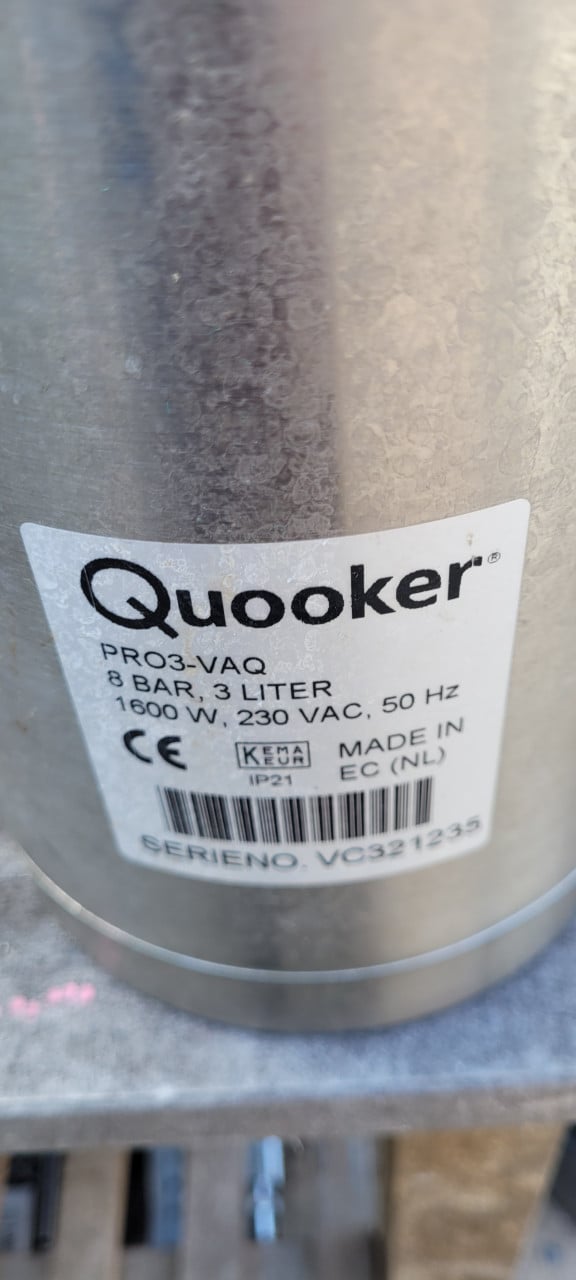 Quooker®
PRO3-VAQ
8 BAR, 3 LITER
1600 W, 230 VAC, 50 Hz
CE
KEMA
KEUR
IP21
MADE IN
EC (NL)
SERIENO. VC321235